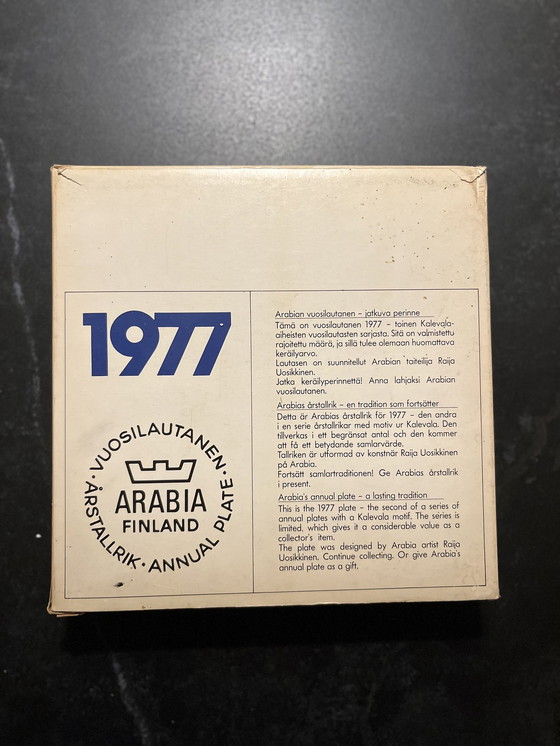 1977
VUOSILAUTANEN · ANNUAL PLATE · ÅRSTALLRIK ·
ARABIA
FINLAND
Arabian vuosilautanen – jatkuva perinne
Tämä on vuosilautanen 1977 – toinen Kalevala-
aiheisten vuosilautasten sarjasta. Sitä on valmistettu
rajoitettu määrä, ja sillä tulee olemaan huomattava
keräilyarvo.
Lautasen on suunnitellut Arabian taiteilija Raija
Uosikkinen.
Jatka keräilyperinnettä! Anna lahjaksi Arabian
vuosilautanen.
Arabias årstallrik – en tradition som fortsätter
Detta är Arabias årstallrik för 1977 – den andra
i en serie årstallrikar med motiv ur Kalevala. Den
tillverkas i ett begränsat antal och den kommer
att få ett betydande samlarvärde.
Tallriken är utformad av konstnär Raija Uosikkinen
på Arabia.
Fortsätt samlartraditionen! Ge Arabias årstallrik
i present.
Arabia's annual plate – a lasting tradition
This is the 1977 plate – the second of a series of
annual plates with a Kalevala motif. The series is
limited, which gives it a considerable value as a
collector's item.
The plate was designed by Arabia artist Raija
Uosikkinen. Continue collecting. Or give Arabia's
annual plate as a gift.